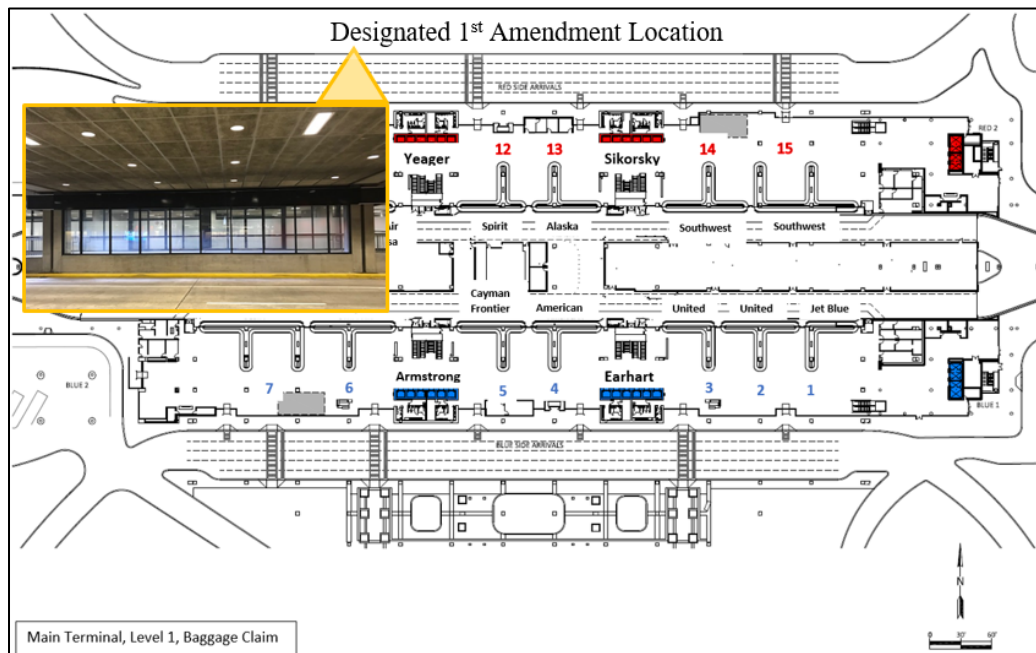 Designated 1st Amendment Location
RED SIDE ARRIVALS
RED 2
12
13
14
15
Yeager
Sikorsky
Air
Spirit
Alaska
Southwest
Southwest
Cayman
Frontier
American
United
United
Jet Blue
7
6
Armstrong
5
4
Earhart
3
2
1
BLUE 2
BLUE 1
BLUE SIDE ARRIVALS
N
0 30' 60'
Main Terminal, Level 1, Baggage Claim